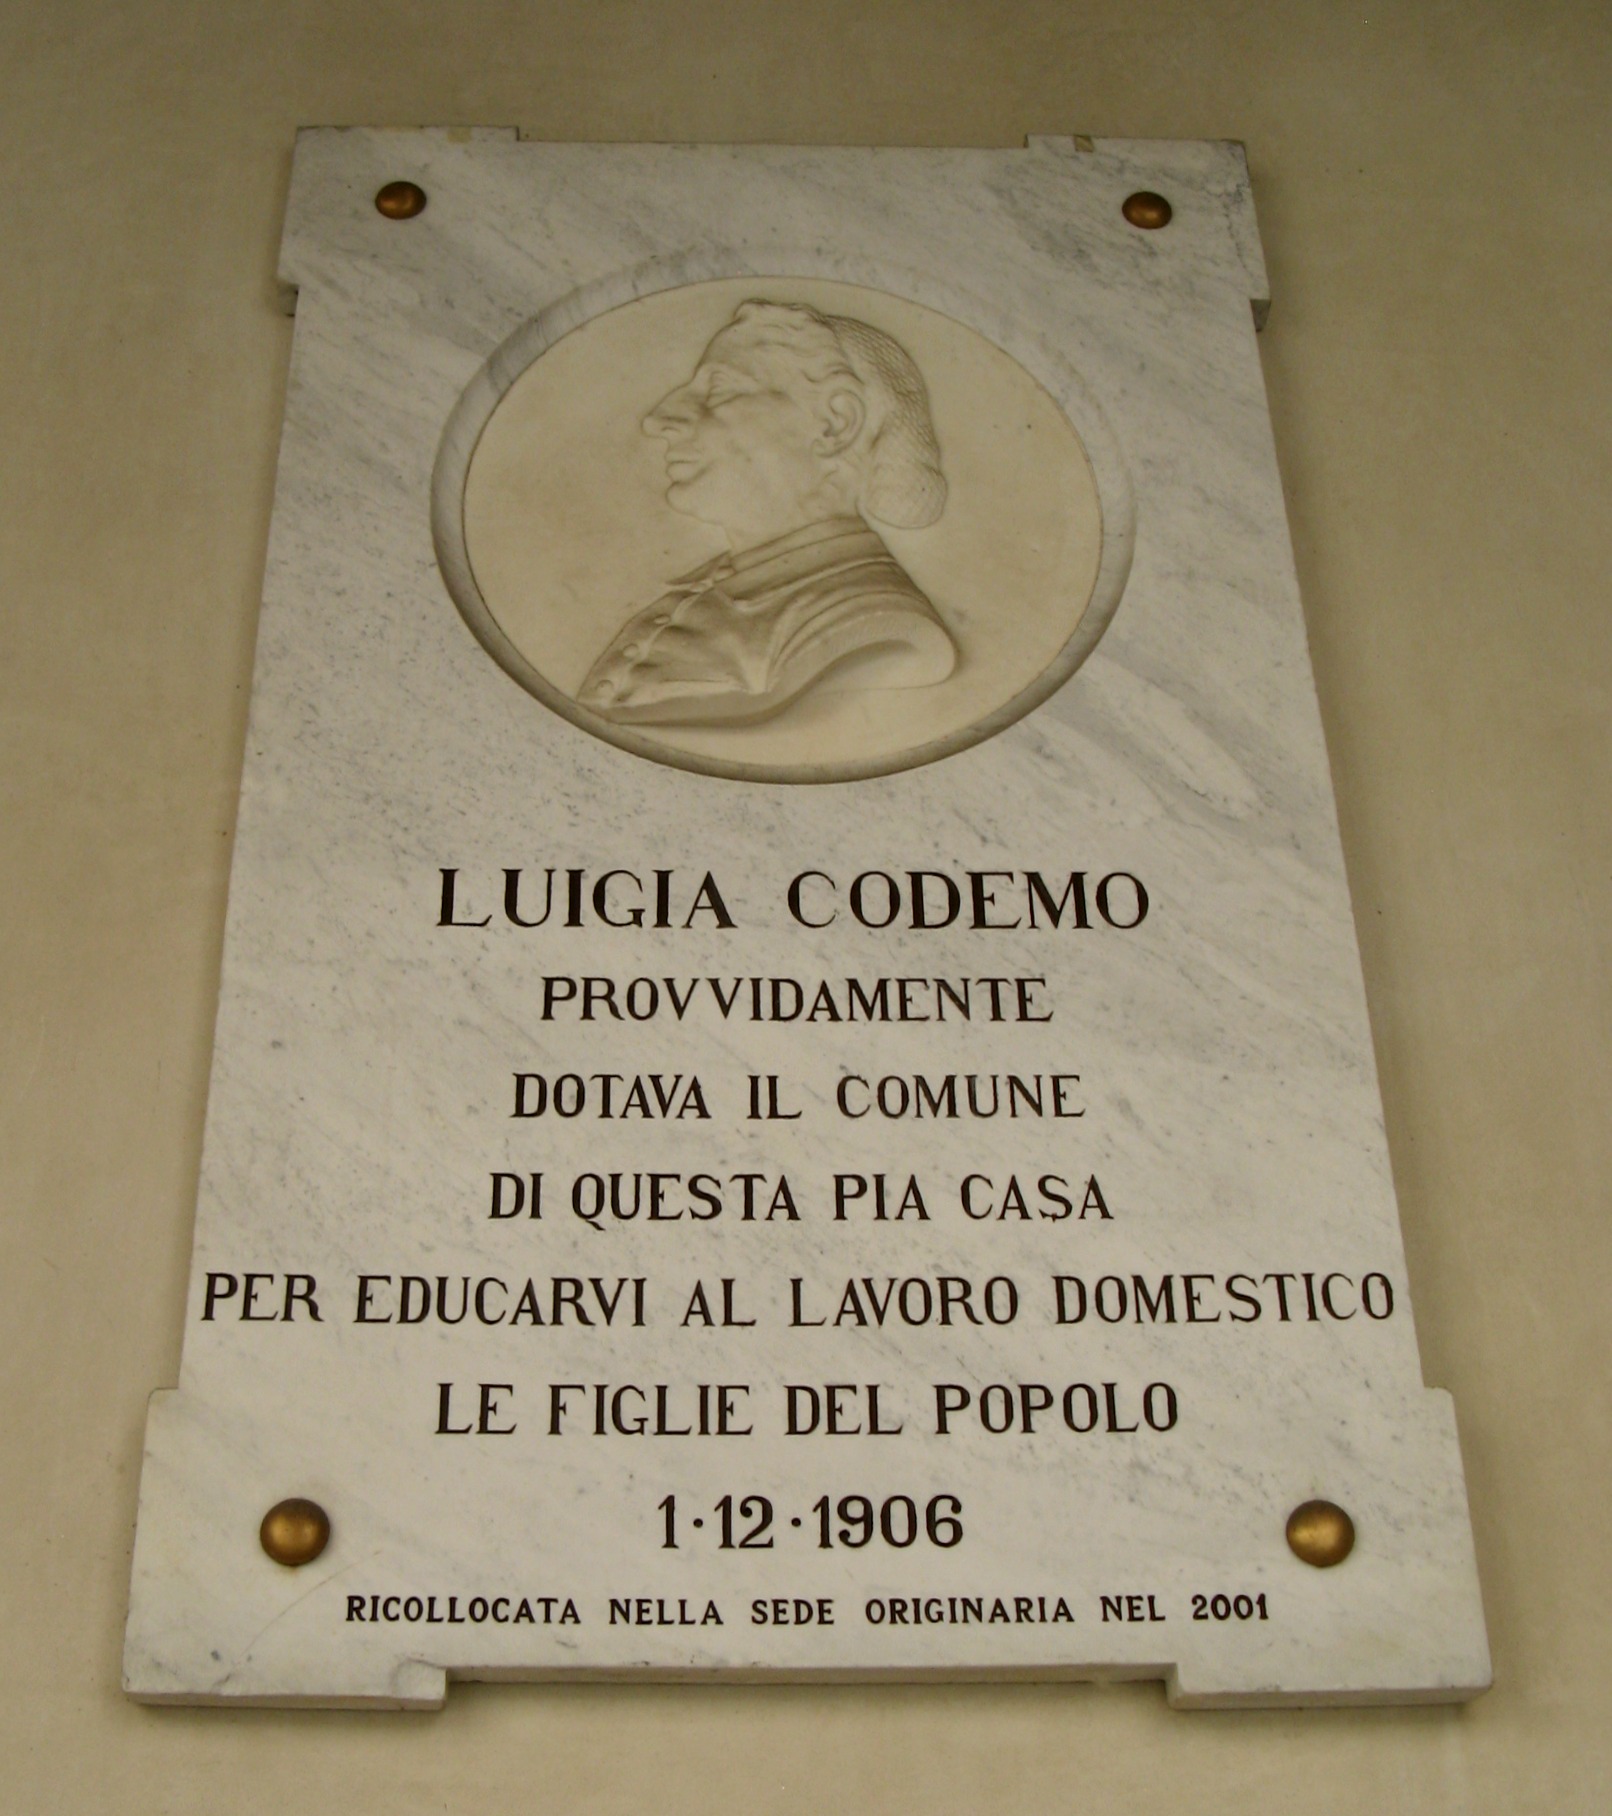 LUIGIA CODEMO
PROVVIDAMENTE
DOTAVA IL COMUNE
DI QUESTA PIA CASA
PER EDUCARVI AL LAVORO DOMESTICO
LE FIGLIE DEL POPOLO
1·12·1906
RICOLLOCATA NELLA SEDE ORIGINARIA NEL 2001